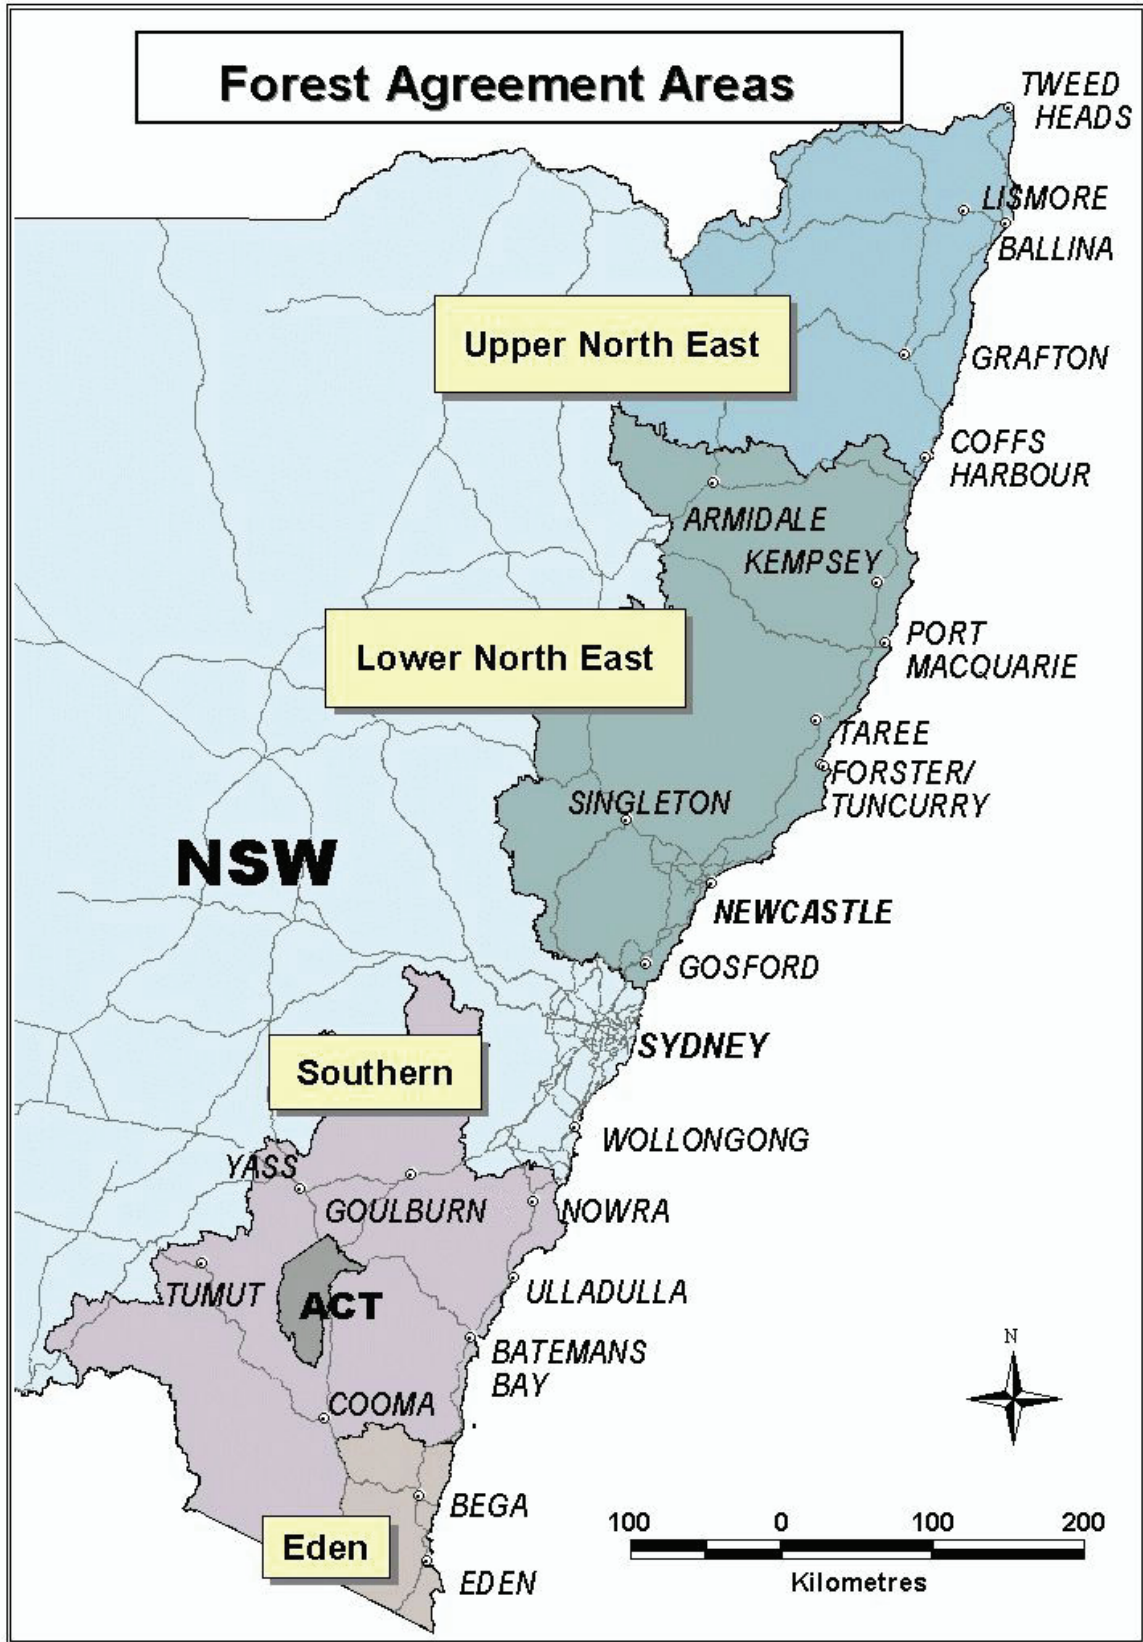 Forest Agreement Areas
TWEED
HEADS
LISMORE
BALLINA
Upper North East
GRAFTON
COFFS
HARBOUR
ARMIDALE
KEMPSEY
PORT
MACQUARIE
Lower North East
TAREE
FORSTER/
TUNCURRY
SINGLETON
NSW
NEWCASTLE
GOSFORD
SYDNEY
Southern
WOLLONGONG
YASS
GOULBURN
NOWRA
TUMUT
ACT
ULLADULLA
BATEMANS
BAY
N
COOMA
BEGA
Eden
EDEN
100 0 100 200
Kilometres